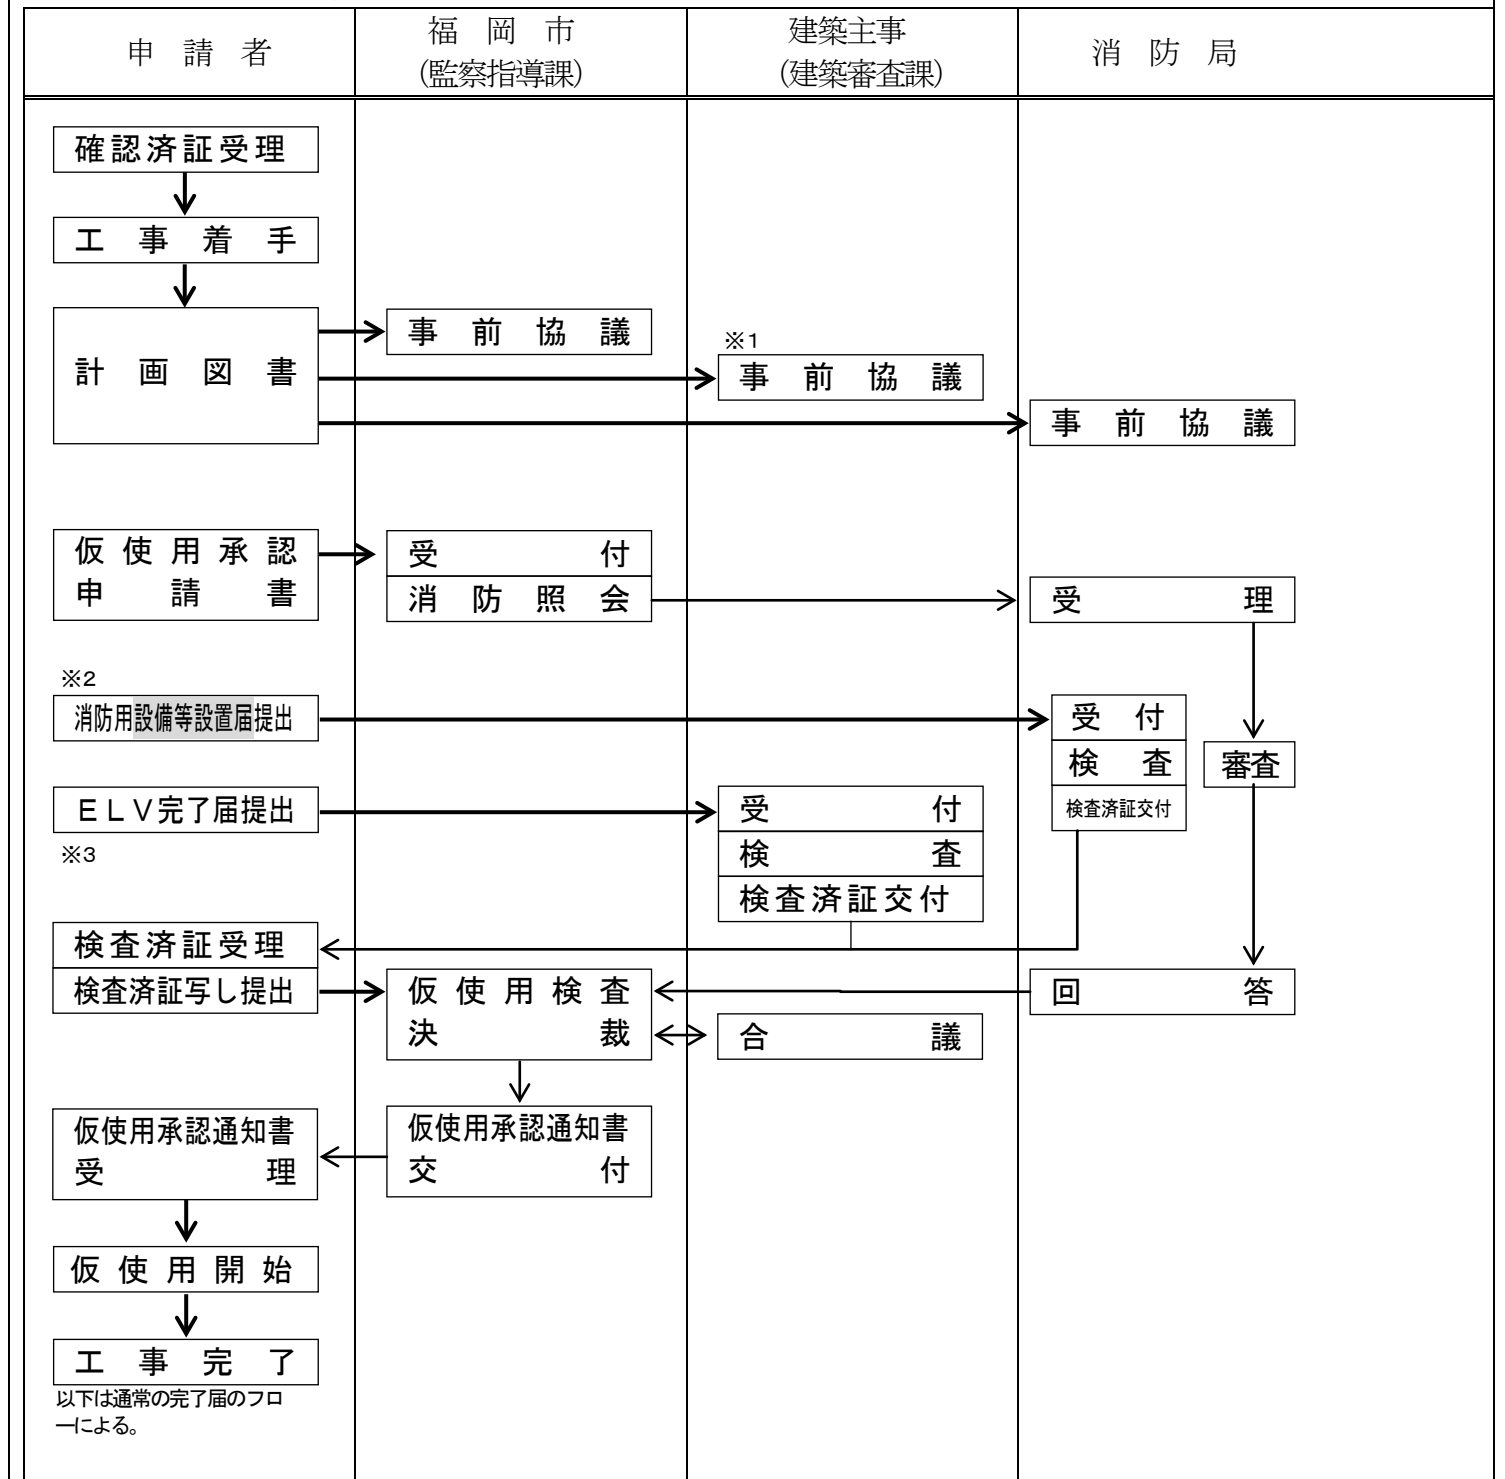 申請者
福岡市
(監察指導課)
建築主事
(建築審査課)
消防局
確認済証受理
工事着手
計画図書
事前協議
※1
事前協議
事前協議
仮使用承認
申請書
受付
消防照会
受理
※2
消防用設備等設置届提出
受付
検査
検査済証交付
審査
ELV完了届提出
※3
受付
検査
検査済証交付
検査済証受理
検査済証写し提出
仮使用検査
決裁
合議
回答
仮使用承認通知書
受理
仮使用承認通知書
交付
仮使用開始
工事完了
以下は通常の完了届のフロ
ーによる。